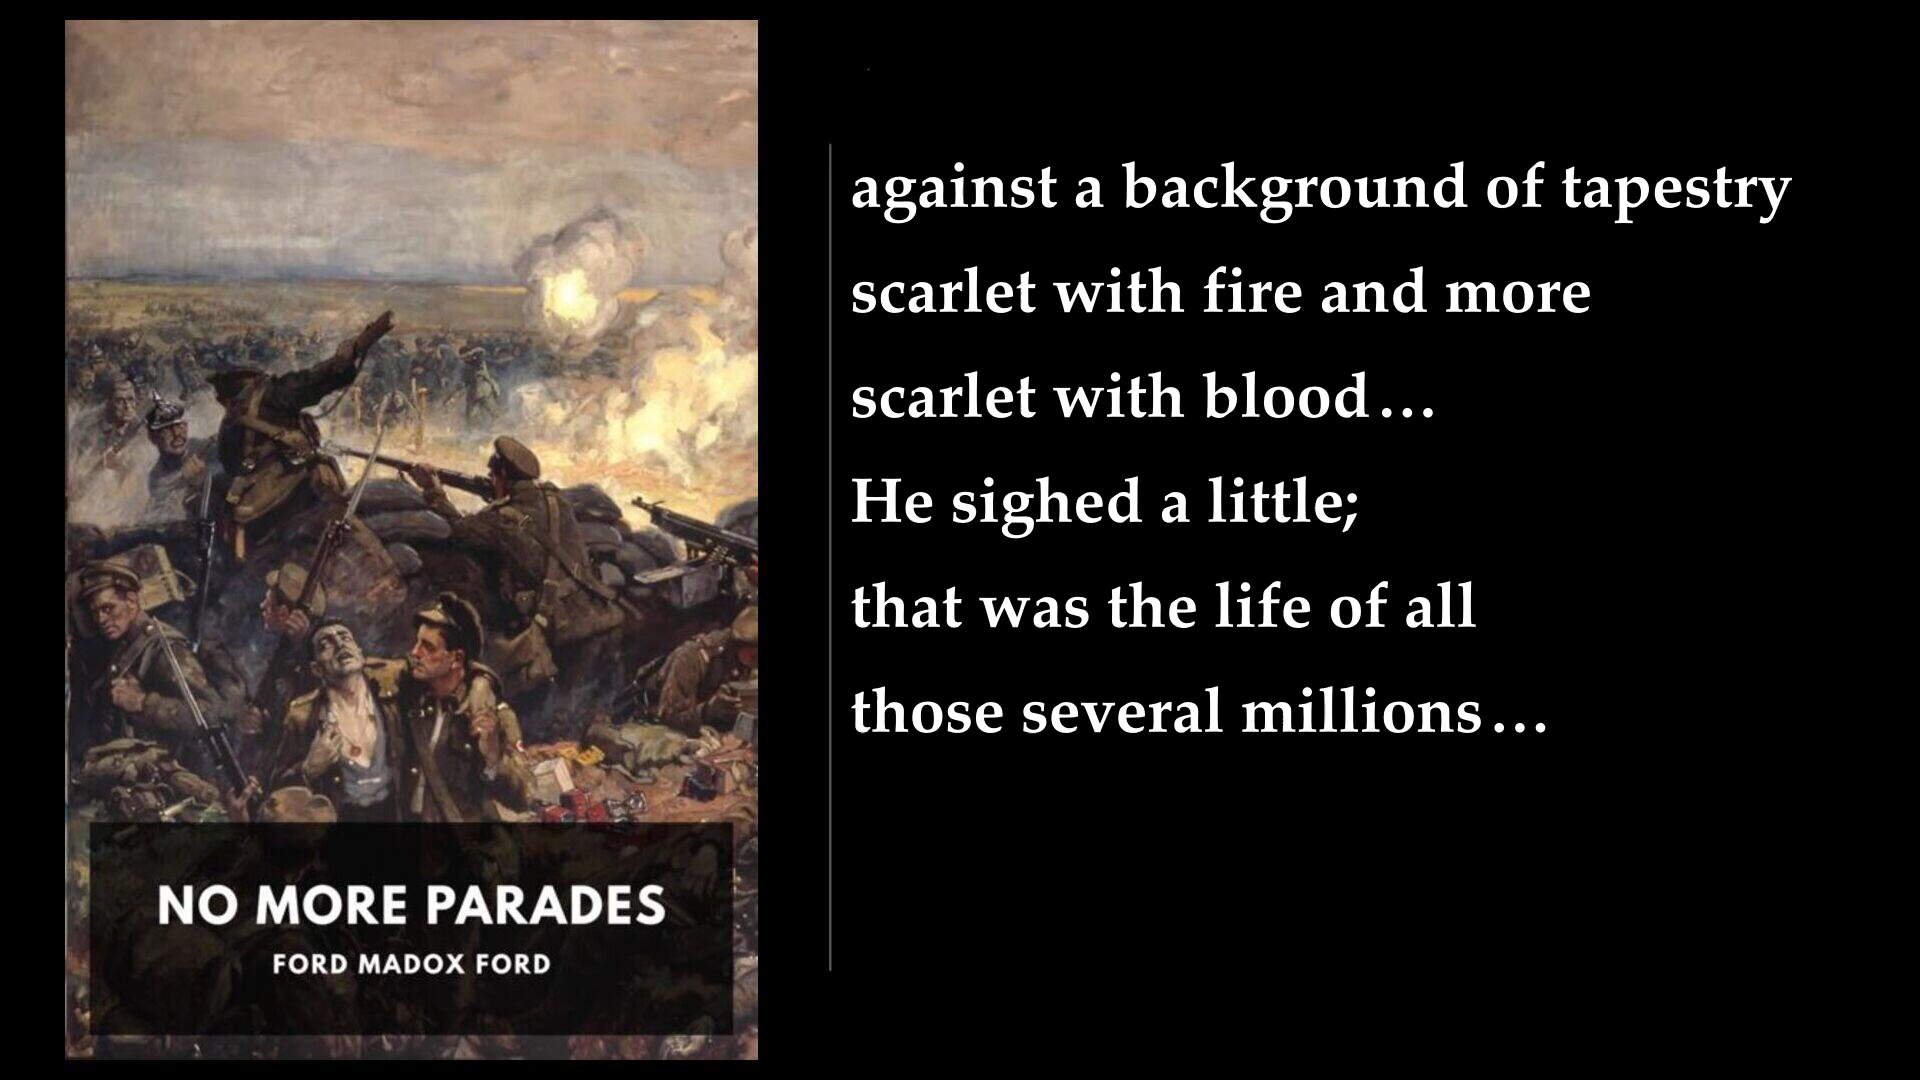 against a background of tapestry
scarlet with fire and more
scarlet with blood…
He sighed a little;
that was the life of all
those several millions…
NO MORE PARADES
FORD MADOX FORD